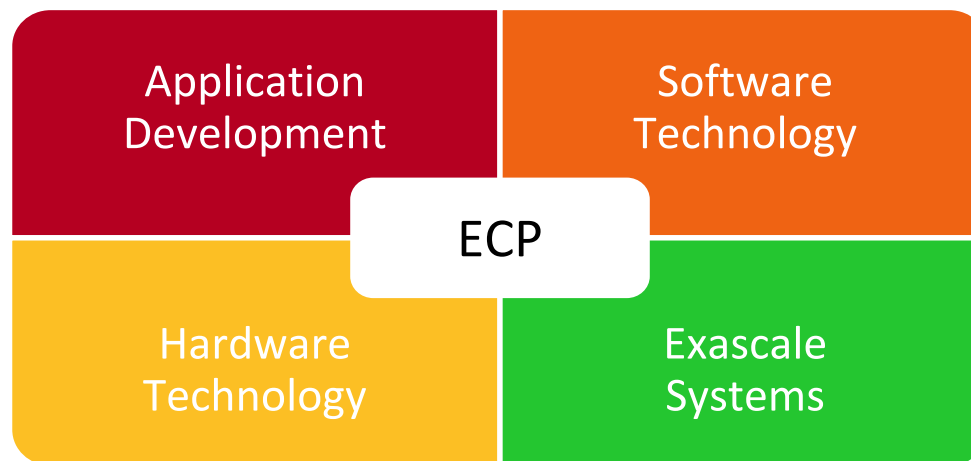 Application
Development
Software
Technology
ECP
Hardware
Technology
Exascale
Systems